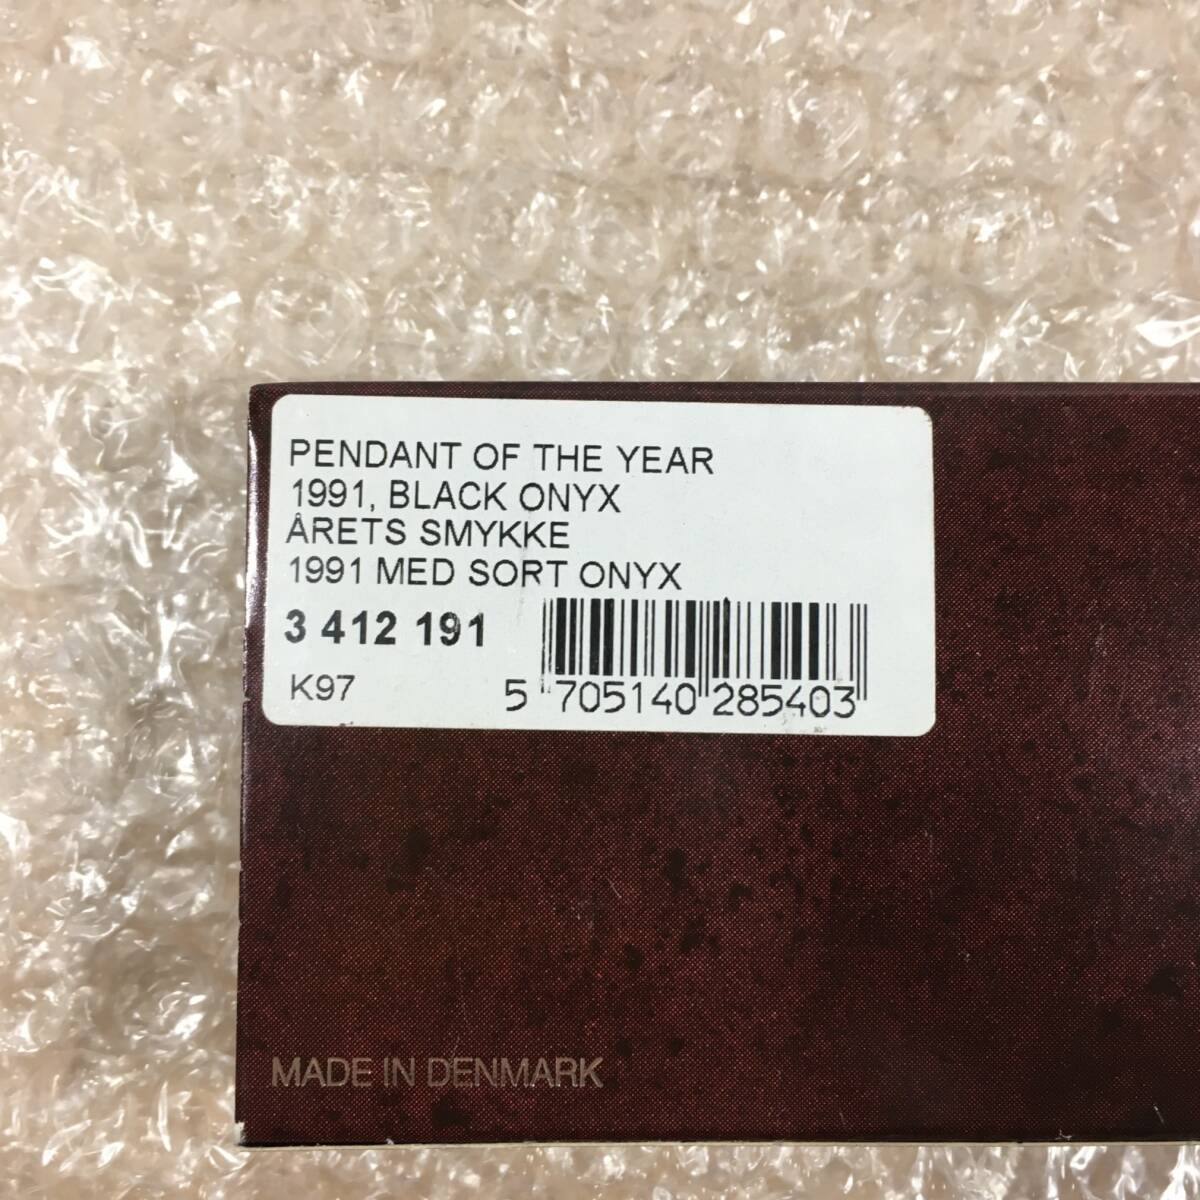 PENDANT OF THE YEAR
1991, BLACK ONYX
ÅRETS SMYKKE
1991 MED SORT ONYX
3 412 191
K97
5 705140 285403
MADE IN DENMARK